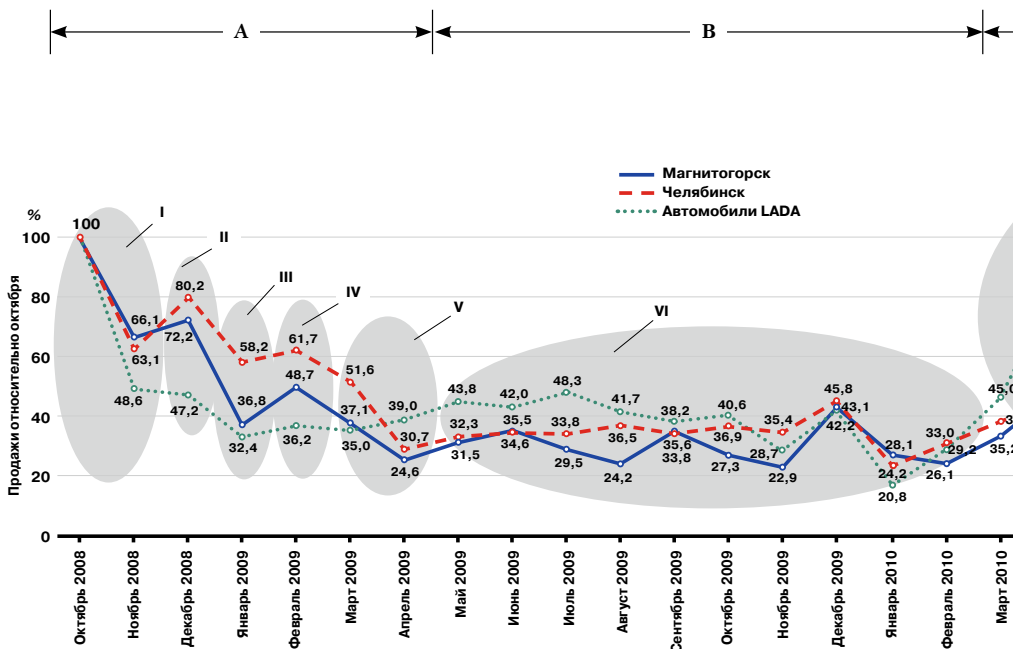 A B
Магнитогорск
Челябинск
Автомобили LADA
%
Продажи относительно октября
I
II
III
IV
V
VI
100
80
60
40
20
0
100
66,1
63,1
48,6
80,2
72,2
47,2
58,2
36,8
32,4
61,7
48,7
36,2
51,6
37,1
35,0
39,0
30,7
24,6
43,8
32,3
31,5
42,0
35,5
34,6
48,3
33,8
29,5
41,7
36,5
24,2
38,2
35,6
33,8
40,6
36,9
27,3
35,4
28,7
22,9
45,8
43,1
42,2
28,1
24,2
20,8
33,0
29,2
26,1
45,0
35,2
Октябрь 2008
Ноябрь 2008
Декабрь 2008
Январь 2009
Февраль 2009
Март 2009
Апрель 2009
Май 2009
Июнь 2009
Июль 2009
Август 2009
Сентябрь 2009
Октябрь 2009
Ноябрь 2009
Декабрь 2009
Январь 2010
Февраль 2010
Март 2010